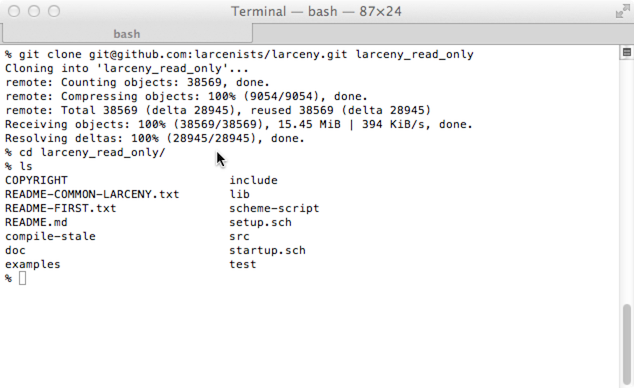 Terminal — bash — 87×24
bash
% git clone git@github.com:larcenists/larceny.git larceny_read_only
Cloning into 'larceny_read_only'...
remote: Counting objects: 38569, done.
remote: Compressing objects: 100% (9054/9054), done.
remote: Total 38569 (delta 28945), reused 38569 (delta 28945)
Receiving objects: 100% (38569/38569), 15.45 MiB | 394 KiB/s, done.
Resolving deltas: 100% (28945/28945), done.
% cd larceny_read_only/
% ls
COPYRIGHT                include
README-COMMON-LARCENY.txt        lib
README-FIRST.txt         scheme-script
README.md                setup.sch
compile-stale            src
doc                      startup.sch
examples                 test
%